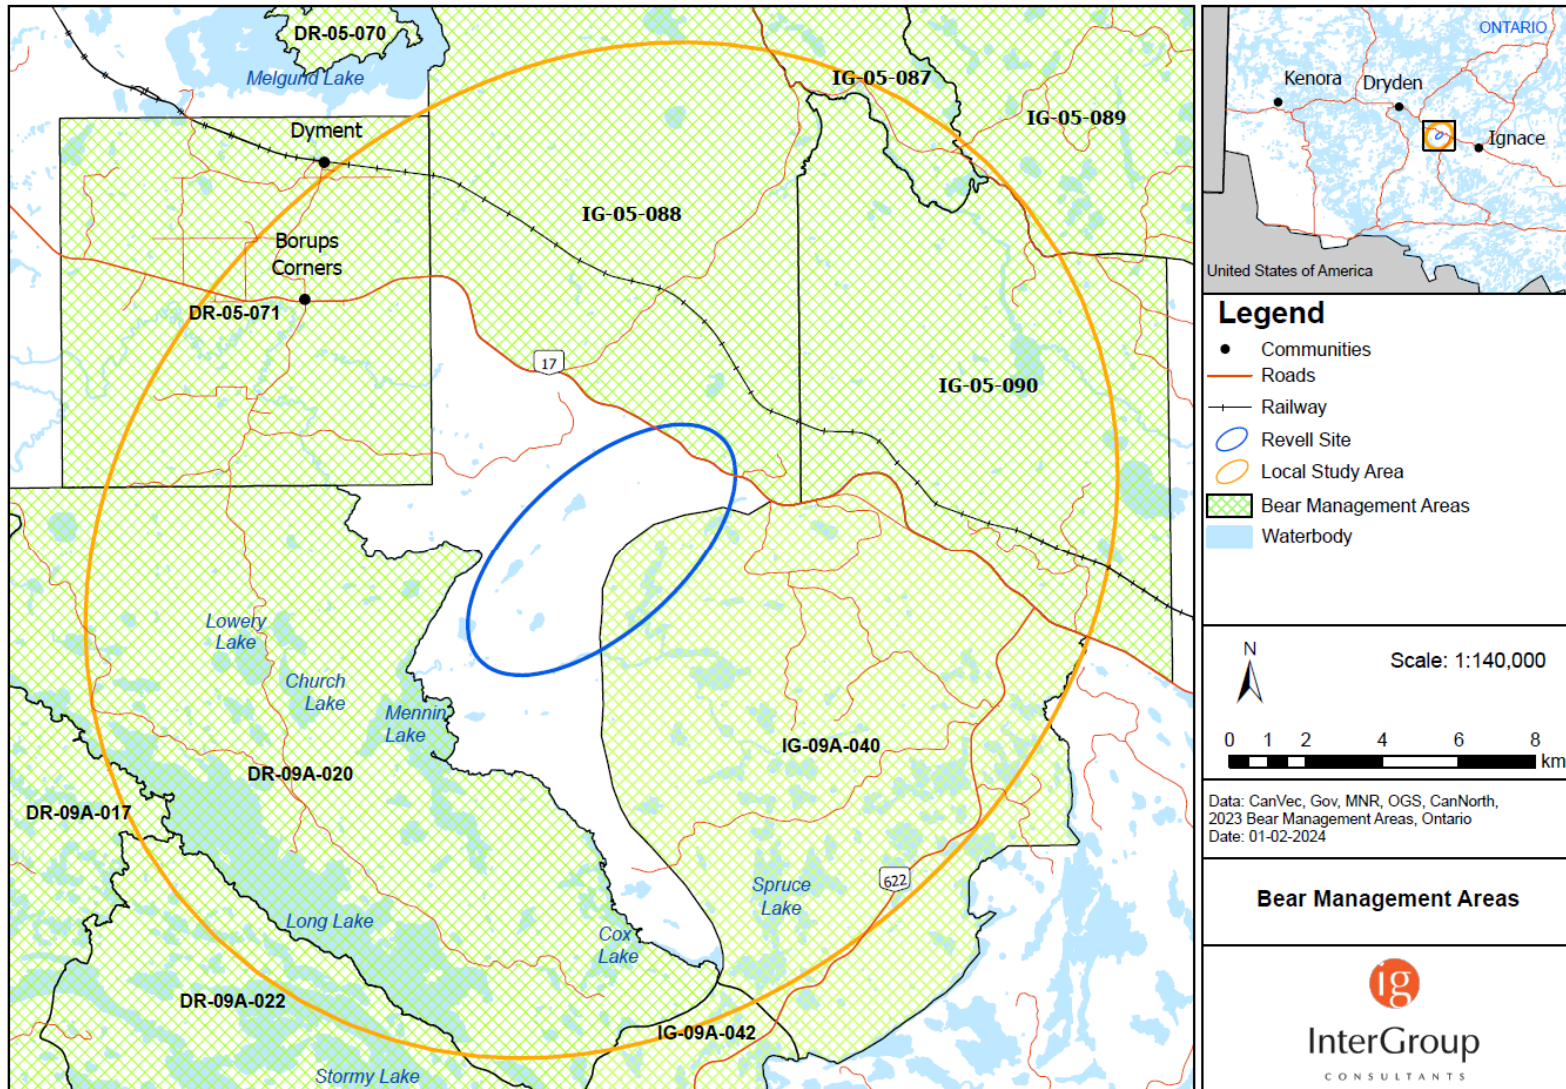 DR-05-070
Melgund Lake
IG-05-087
IG-05-089
Dyment
IG-05-088
Borups
Corners
DR-05-071
17
IG-05-090
Lowery
Lake
Church
Lake
Mennin
Lake
IG-09A-040
DR-09A-020
DR-09A-017
622
Spruce
Lake
Long Lake
Cox
Lake
DR-09A-022
IG-09A-042
Stormy Lake
ONTARIO
Kenora
Dryden
Ignace
United States of America
Legend
Communities
Roads
Railway
Revell Site
Local Study Area
Bear Management Areas
Waterbody
N
Scale: 1:140,000
0 1 2 4 6 8
km
Data: CanVec, Gov, MNR, OGS, CanNorth,
2023 Bear Management Areas, Ontario
Date: 01-02-2024
Bear Management Areas
ig
InterGroup
CONSULTANTS